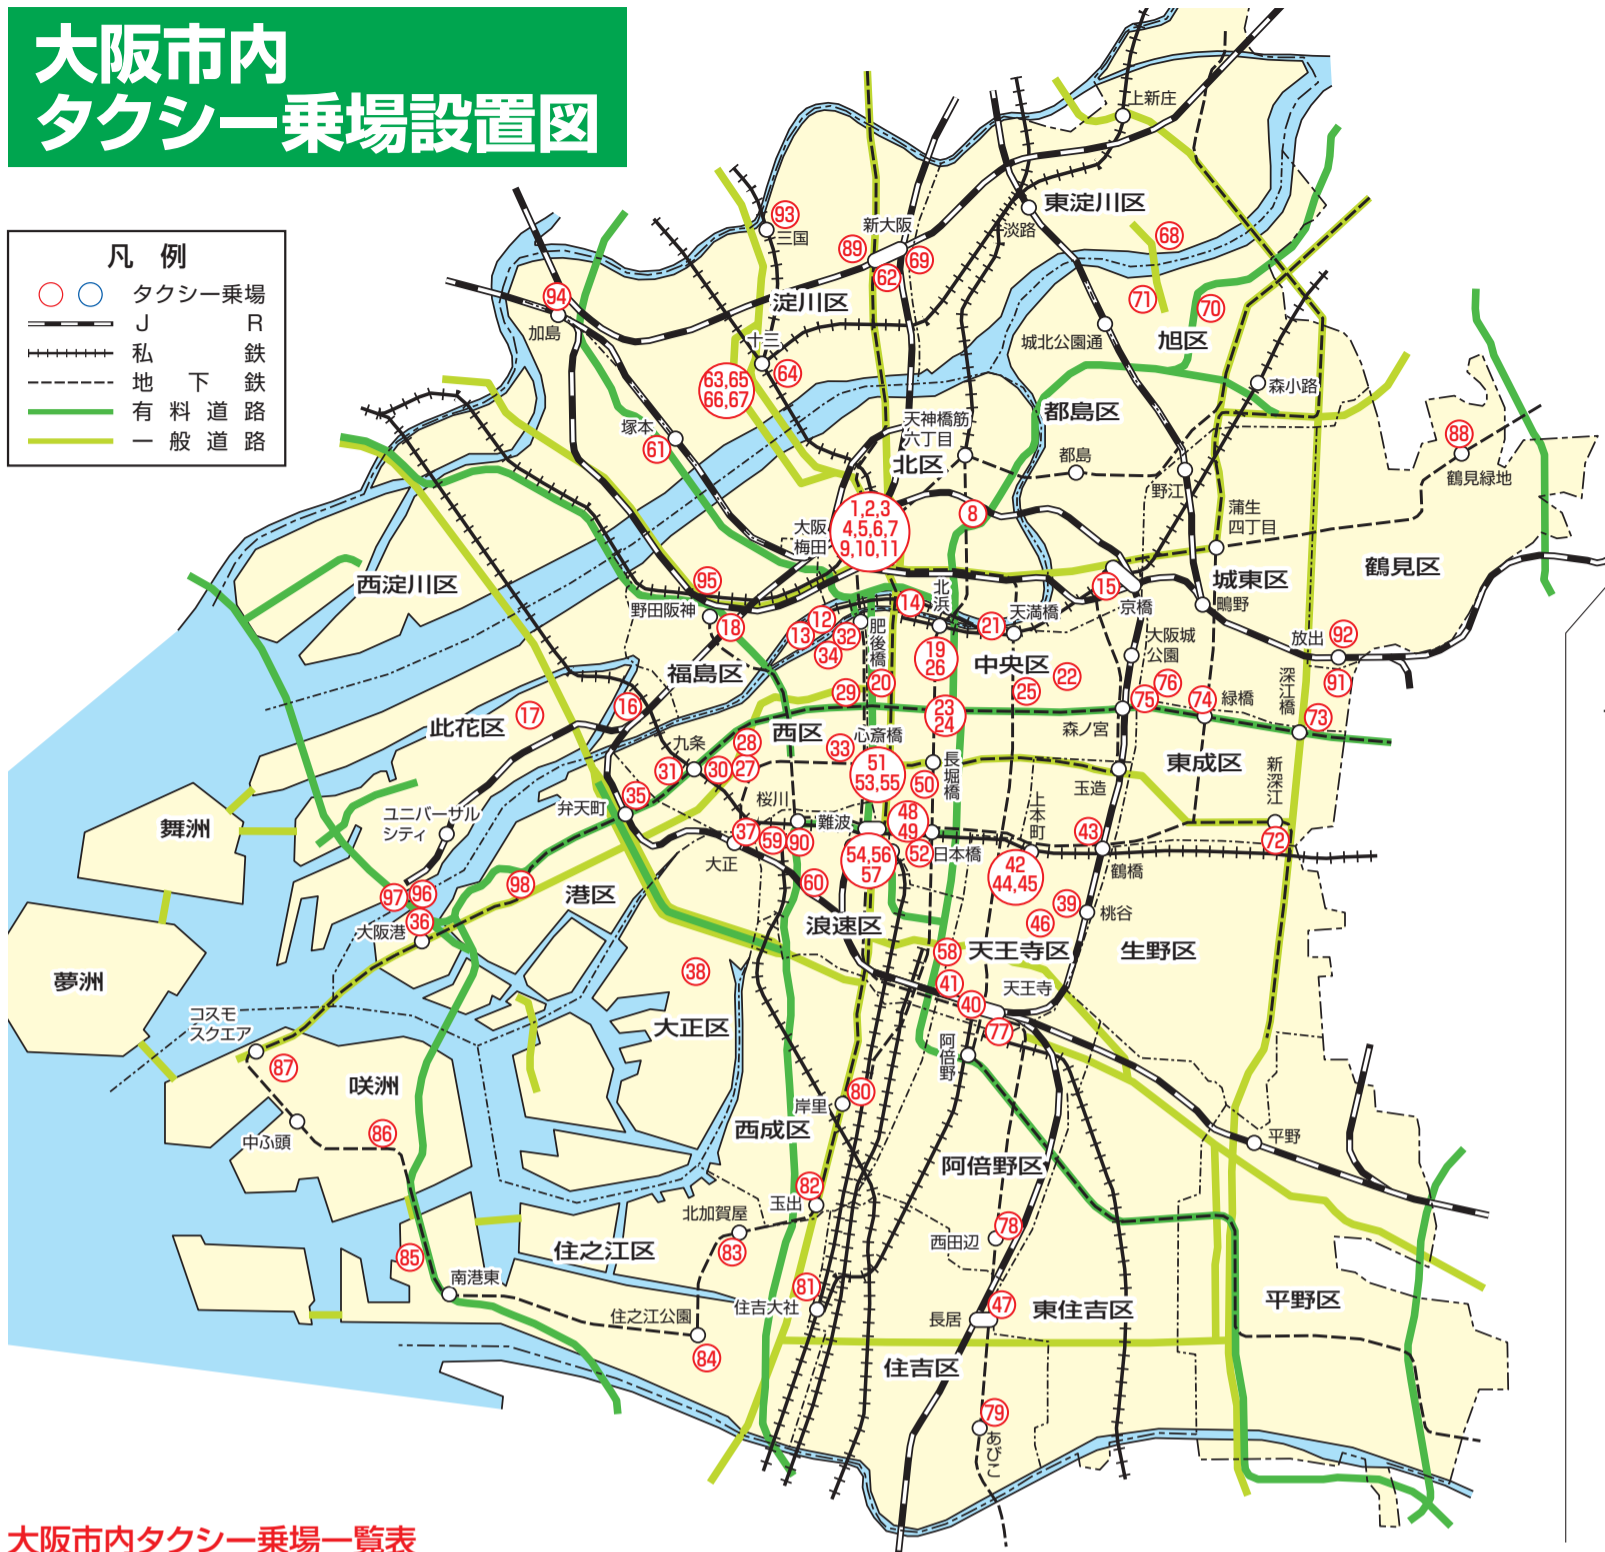 大阪市内
タクシー乗場設置図
凡 例
タクシー乗場
J R
私 鉄
地 下 鉄
有 料 道 路
一 般 道 路
上新庄
東淀川区
93
三国
新大阪
89
69
62
淡路
68
淀川区
94
加島
71
70
城北公園通
旭区
十三
64
63,65
66,67
森小路
都島区
天神橋筋
六丁目
塚本
61
北区
都島
88
鶴見緑地
野江
蒲生
四丁目
1,2,3
4,5,6,7
9,10,11
8
大阪
梅田
鶴見区
西淀川区
95
15
京橋
城東区
鴫野
野田阪神
18
12
13
32
34
14
北浜
21
天満橋
肥後橋
大阪城
公園
放出
92
91
福島区
19
26
中央区
22
25
20
29
76
75
74
緑橋
深江橋
73
17
16
此花区
23
24
西区
心斎橋
33
28
森ノ宮
九条
31
30
27
51
53,55
長堀橋
50
東成区
新深江
玉造
弁天町
35
桜川
48
49
上本町
舞洲
ユニバーサル
シティ
難波
37
59
90
大正
54,56
57
52
日本橋
43
鶴橋
72
42
44,45
98
97
96
36
大阪港
港区
60
浪速区
39
46
桃谷
58
天王寺区
生野区
夢洲
38
41
40
天王寺
77
コスモ
スクエア
大正区
阿倍野
87
咲洲
80
岸里
西成区
86
中ふ頭
平野
阿倍野区
82
玉出
北加賀屋
83
78
西田辺
85
住之江区
南港東
81
住吉大社
47
長居
東住吉区
平野区
住之江公園
84
住吉区
79
あびこ
大阪市内タクシー乗場一覧表